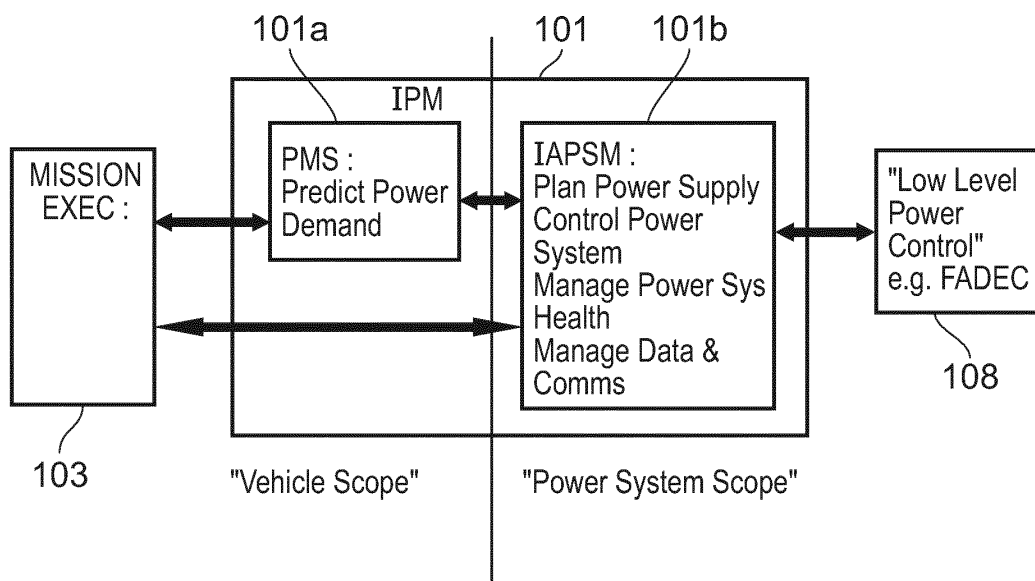 101a
101
101b
IPM
MISSION
EXEC :
PMS :
Predict Power
Demand
IAPSM :
Plan Power Supply
Control Power
System
Manage Power Sys
Health
Manage Data &
Comms
"Low Level
Power
Control"
e.g. FADEC
103
108
"Vehicle Scope"
"Power System Scope"